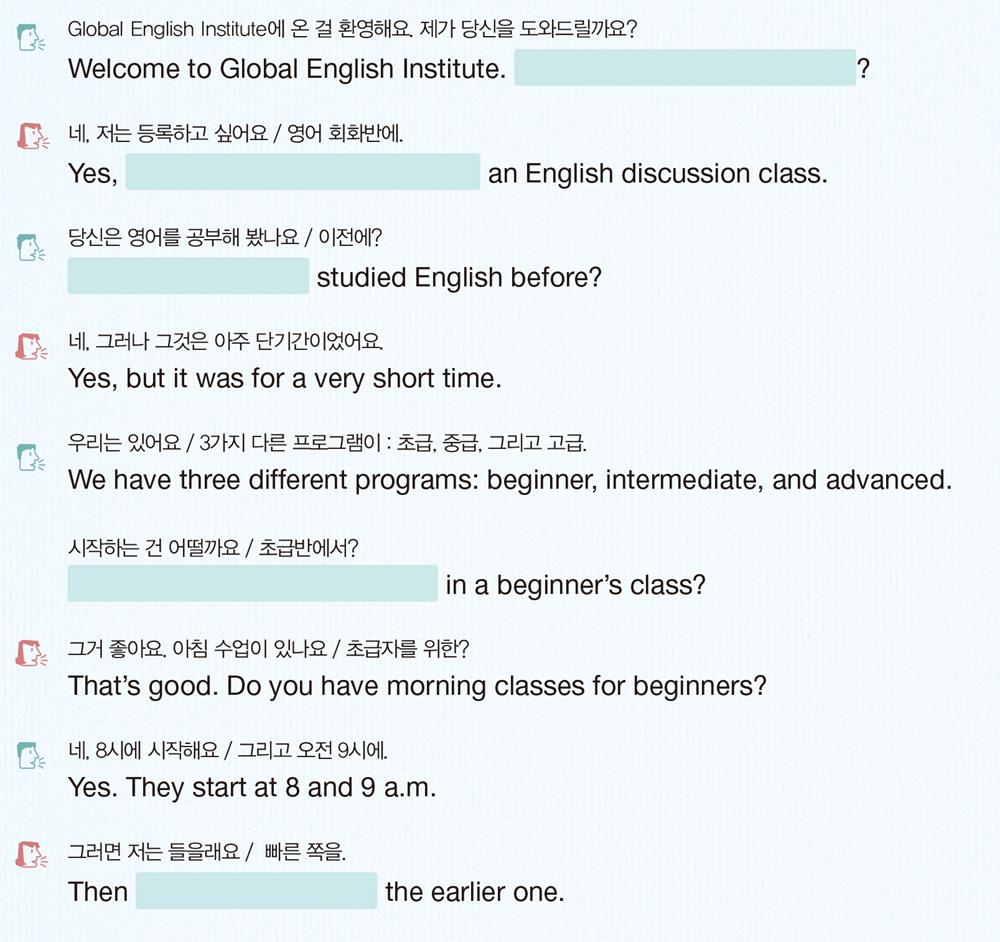 Global English Institute에 온 걸 환영해요. 제가 당신을 도와드릴까요?
Welcome to Global English Institute. ?
네, 저는 등록하고 싶어요 / 영어 회화반에.
Yes, an English discussion class.
당신은 영어를 공부해 봤나요 / 이전에?
studied English before?
네, 그러나 그것은 아주 단기간이었어요.
Yes, but it was for a very short time.
우리는 있어요 / 3가지 다른 프로그램이 : 초급, 중급, 그리고 고급.
We have three different programs: beginner, intermediate, and advanced.
시작하는 건 어떨까요 / 초급반에서?
in a beginner’s class?
그거 좋아요. 아침 수업이 있나요 / 초급자를 위한?
That’s good. Do you have morning classes for beginners?
네, 8시에 시작해요 / 그리고 오전 9시에.
Yes. They start at 8 and 9 a.m.
그러면 저는 들을래요 / 빠른 쪽을.
Then the earlier one.